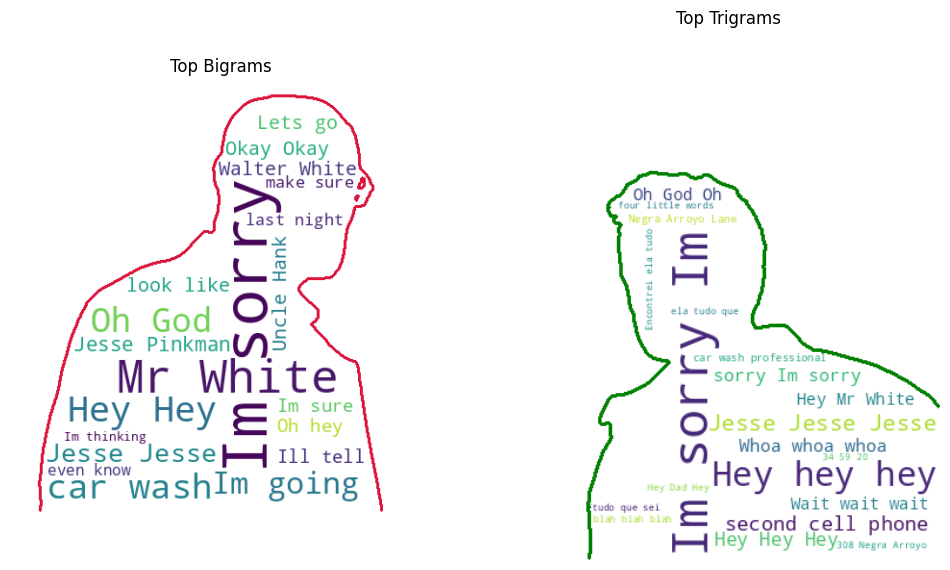 Top Trigrams
Top Bigrams
Lets go
Okay Okay
Walter White
make sure
last night
Im sorry
Uncle Hank
look like
Oh God
Jesse Pinkman
Mr White
Hey Hey
Im sure
Oh hey
Im thinking
Jesse Jesse
Ill tell
even know
car wash
Im going
Oh God Oh
four little words
Negra Arroyo Lane
Encontrei ela tudo
Im sorry Im
ela tudo que
car wash professional
sorry Im sorry
Hey Mr White
Jesse Jesse Jesse
Whoa whoa whoa
34 59 20
Hey hey hey
Hey Dad Hey
Wait wait wait
tudo que sei
blah blah blah
second cell phone
Hey Hey Hey
308 Negra Arroyo